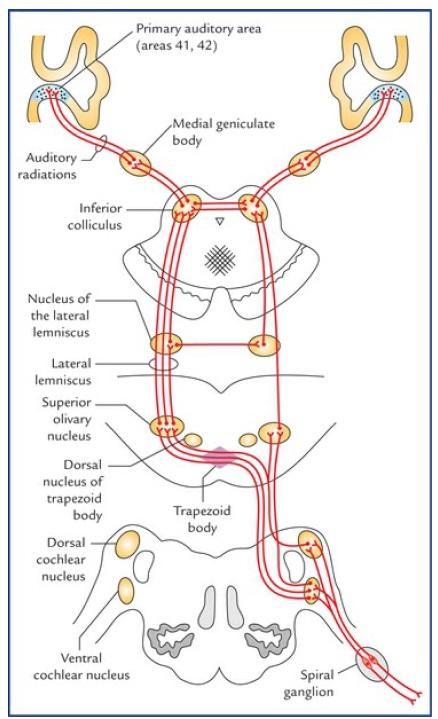 Primary auditory area
(areas 41, 42)
Medial geniculate
body
Auditory
radiations
Inferior
colliculus
Nucleus of
the lateral
lemniscus
Lateral
lemniscus
Superior
olivary
nucleus
Dorsal
nucleus of
trapezoid
body
Trapezoid
body
Dorsal
cochlear
nucleus
Ventral
cochlear nucleus
Spiral
ganglion